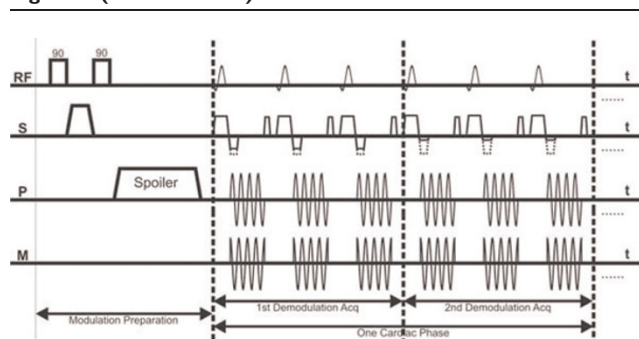 90 90
RF t
......
S t
......
Spoiler
P t
......
M t
......
1st Demodulation Acq 2nd Demodulation Acq
Modulation Preparation
One Cardiac Phase